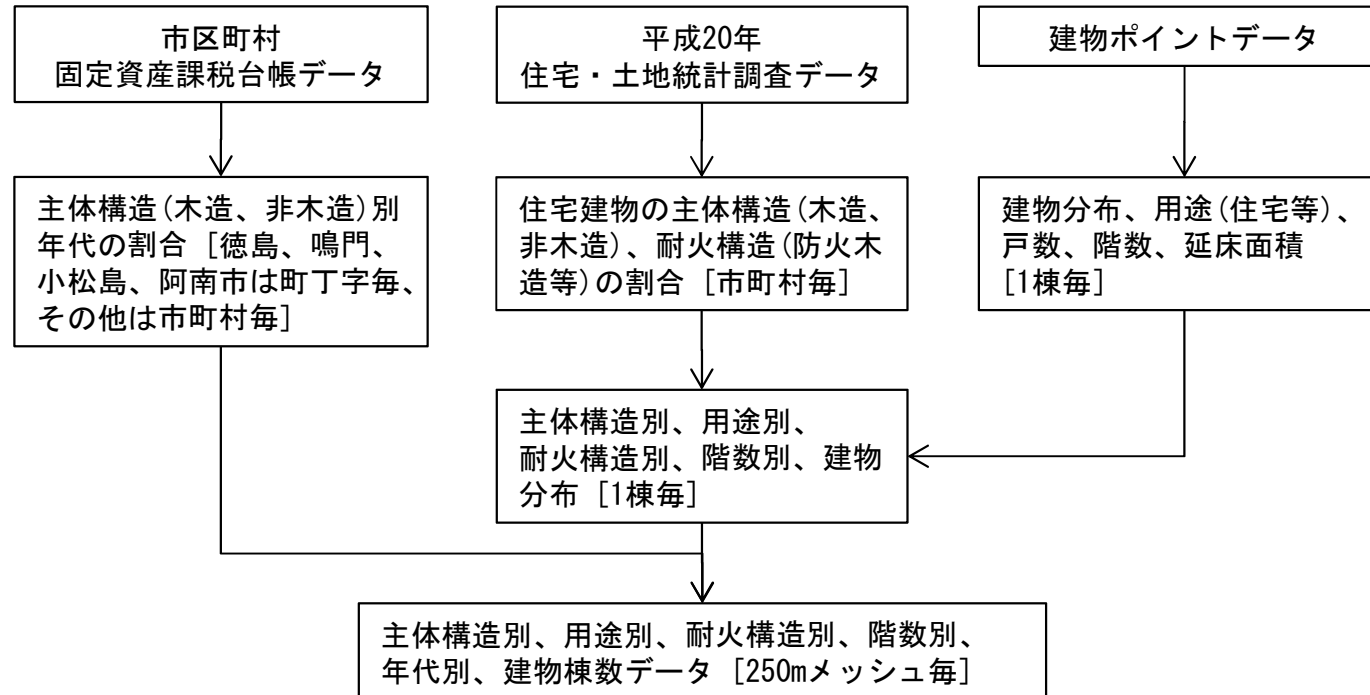 市区町村
固定資産課税台帳データ
平成20年
住宅・土地統計調査データ
建物ポイントデータ
主体構造(木造、非木造)別
年代の割合［徳島、鳴門、
小松島、阿南市は町丁字毎、
その他は市町村毎］
住宅建物の主体構造(木造、
非木造)、耐火構造(防火木
造等)の割合［市町村毎］
建物分布、用途(住宅等)、
戸数、階数、延床面積
[1棟毎]
主体構造別、用途別、
耐火構造別、階数別、建物
分布［1棟毎］
主体構造別、用途別、耐火構造別、階数別、
年代別、建物棟数データ［250mメッシュ毎］